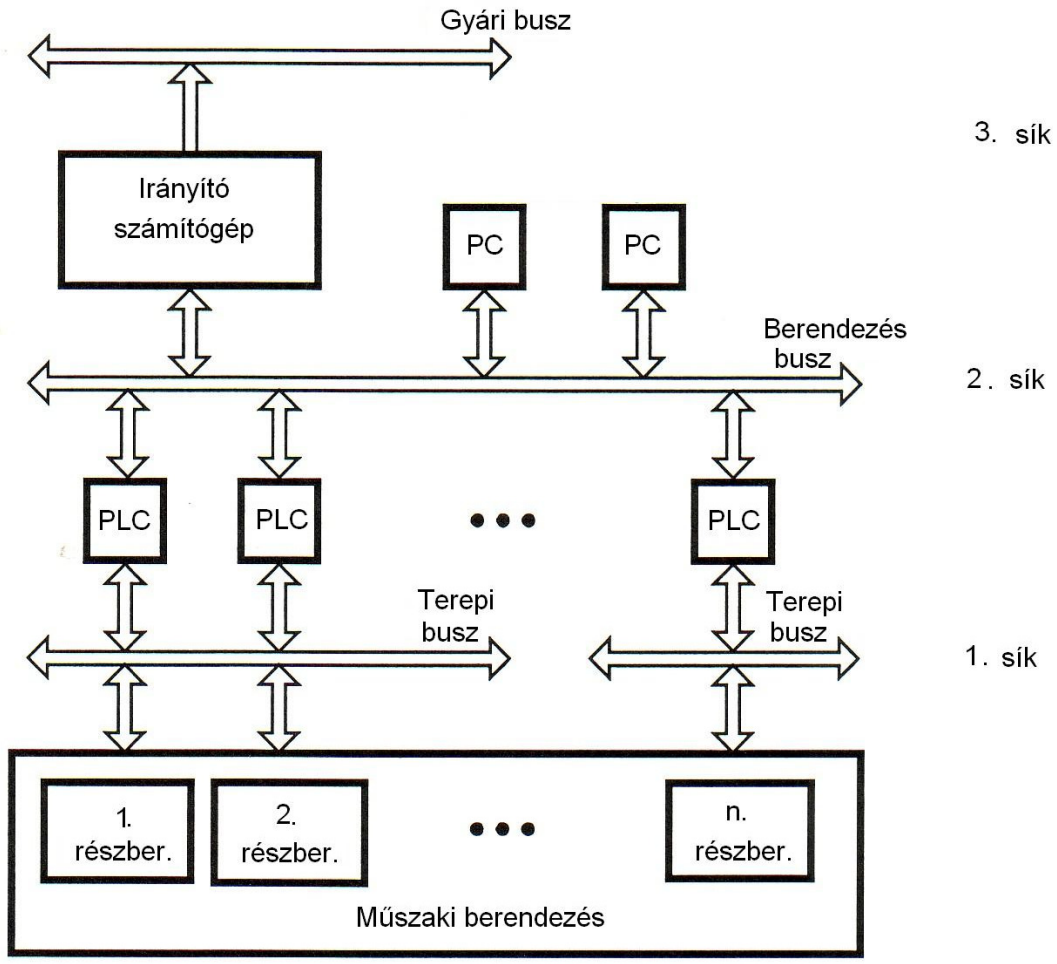 Gyári busz
3. sík
Irányító
számítógép
PC
PC
Berendezés
busz
2. sík
PLC
PLC
PLC
Terepi
busz
Terepi
busz
1. sík
1.
részber.
2.
részber.
n.
részber.
Műszaki berendezés